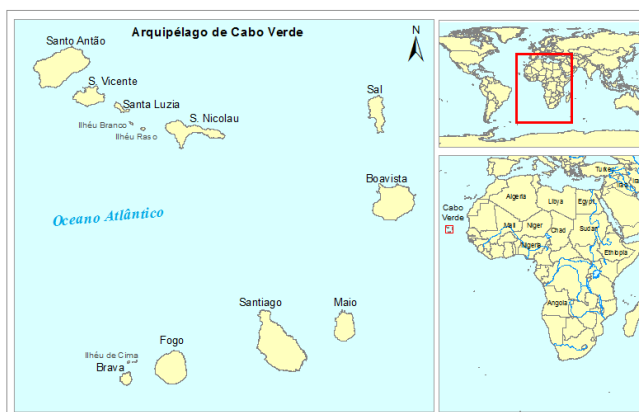 Arquipélago de Cabo Verde
N
Santo Antão
S. Vicente
Santa Luzia
Ilhéu Branco
Ilhéu Raso
S. Nicolau
Sal
Boavista
Oceano Atlântico
Santiago
Maio
Fogo
Ilhéu de Cima
Brava
Cabo
Verde
Algeria
Libya
Egypt
Mali
Niger
Chad
Sudan
Nigeria
Ethiopia
Angola